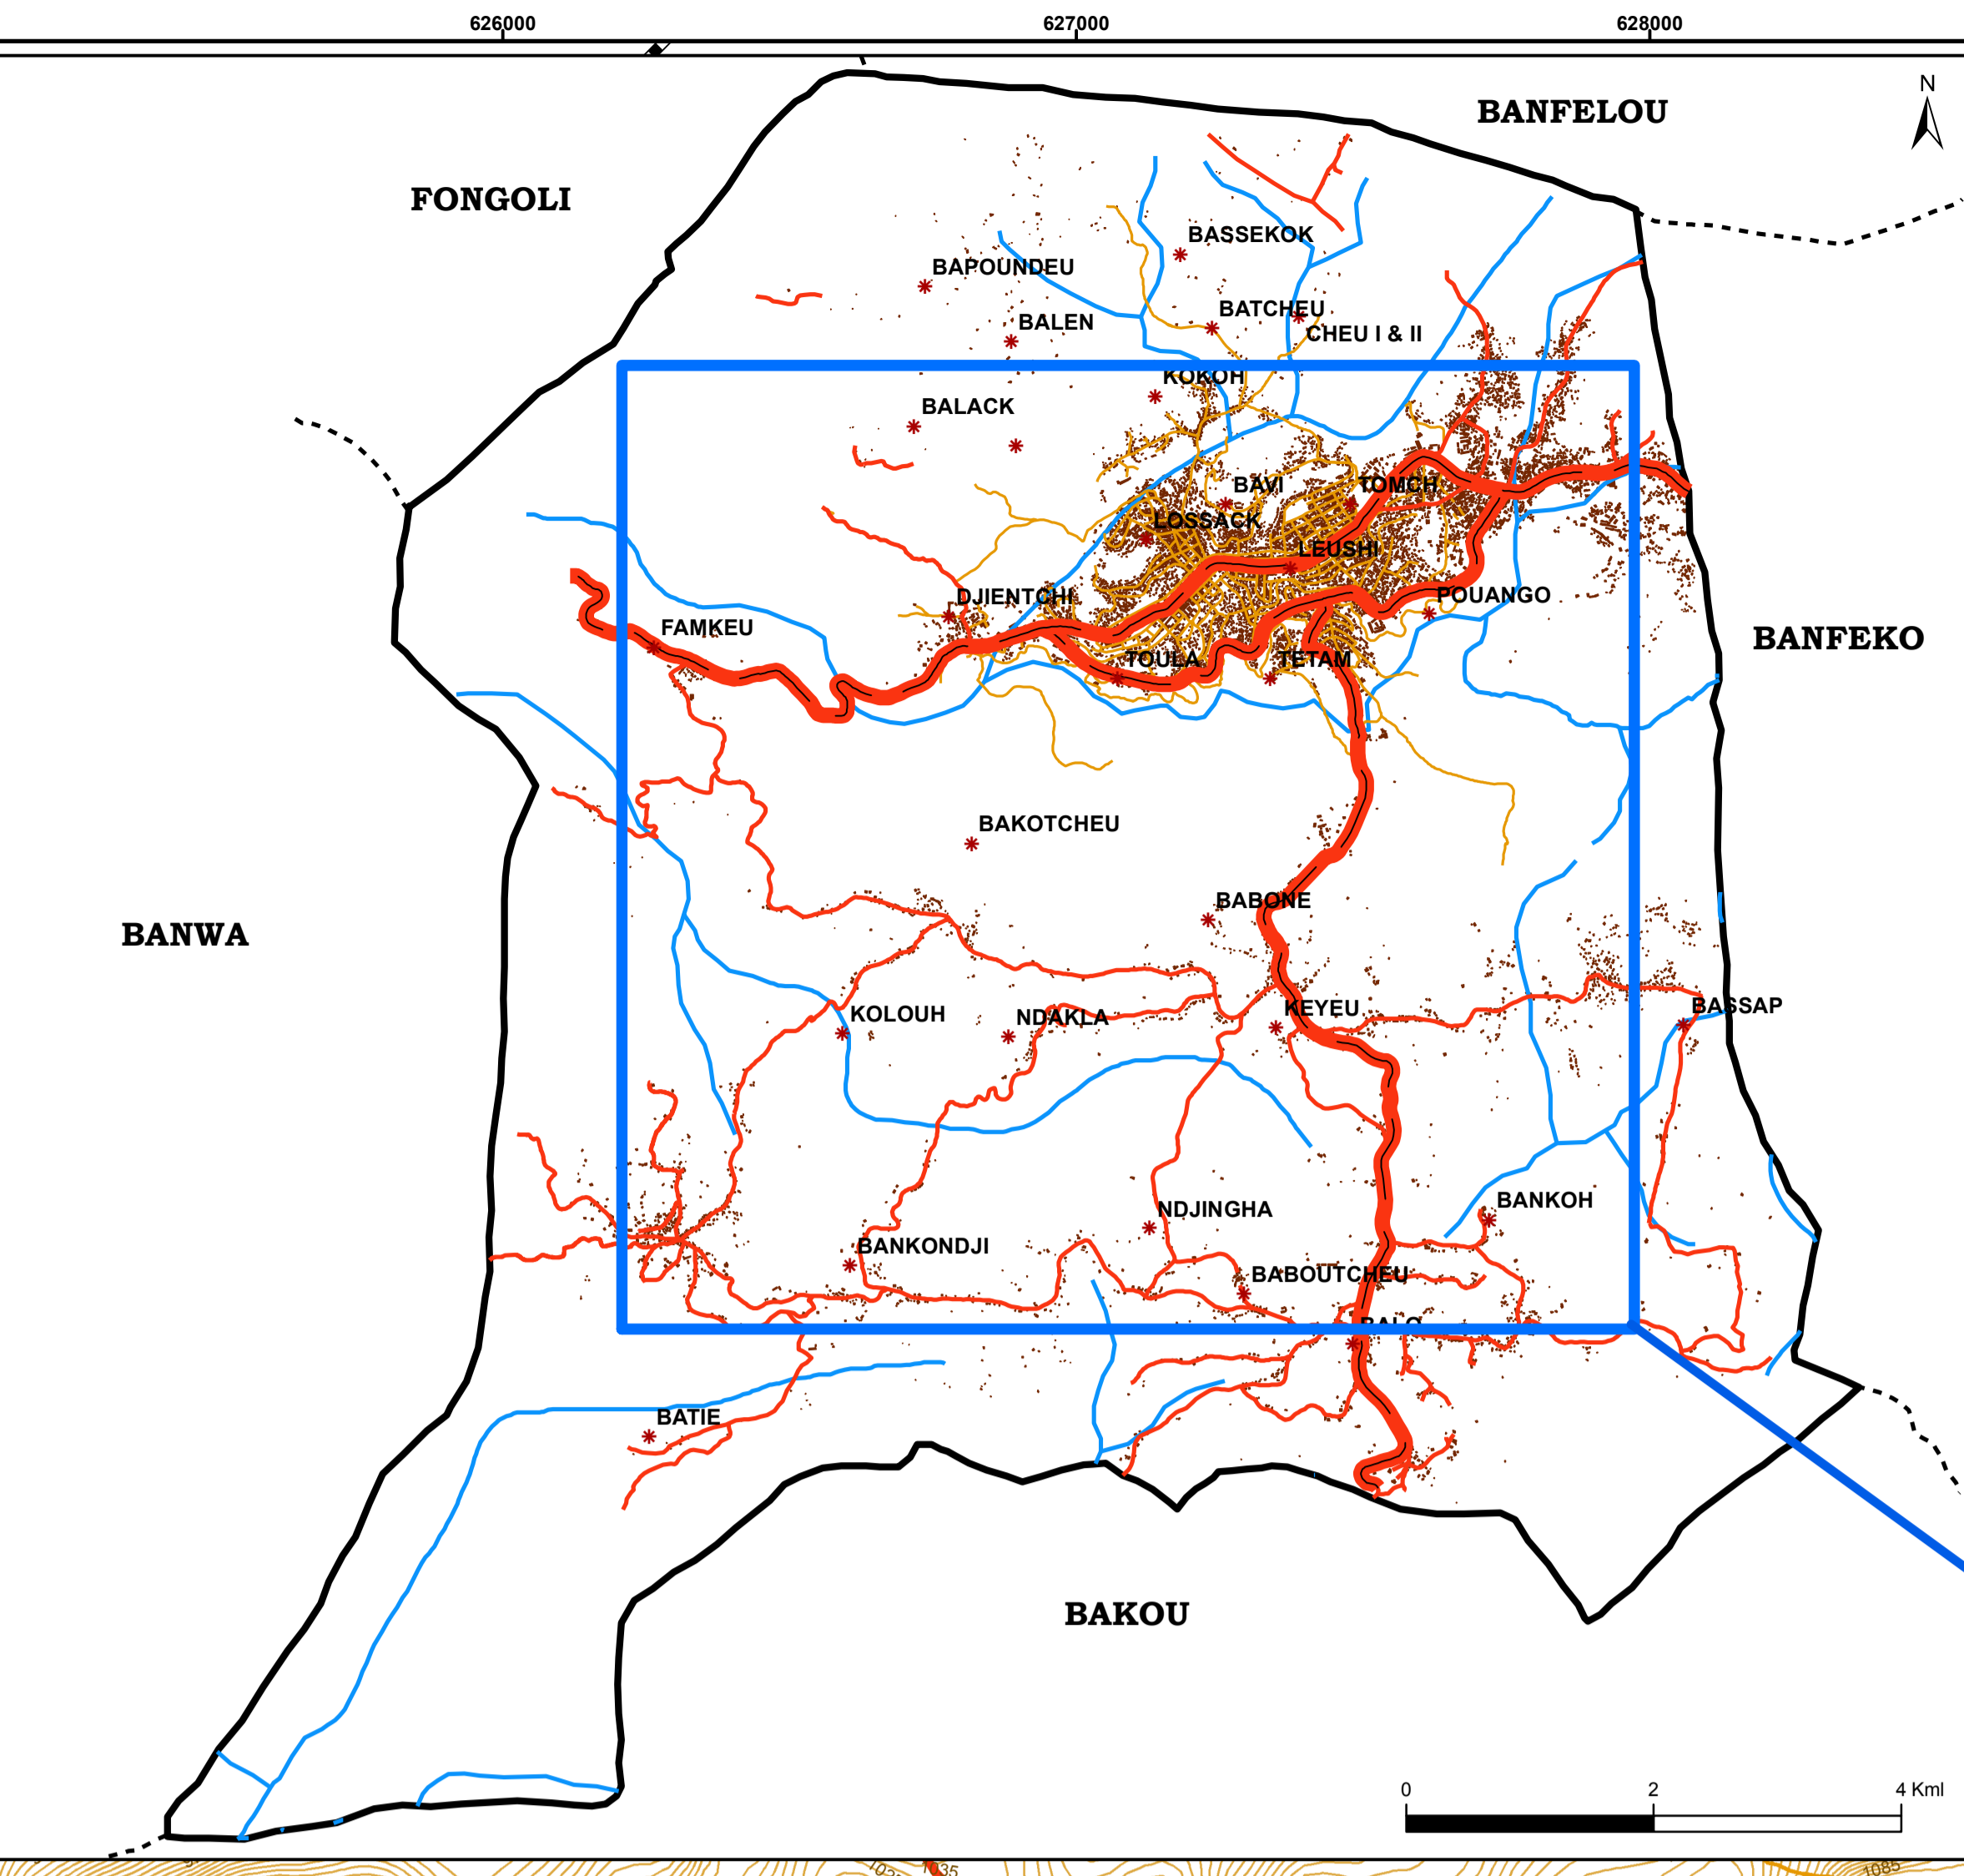 626000 627000 628000
N
BANFELOU
FONGOLI
BASSEKOK
BAPOUNDEU
BATCHEU
BALEN
CHEU I & II
KOKOH
BALACK
BAVI
TOMCH
LOSSACK
LEUSHI
DJIENTCHI
POUANGO
FAMKEU
BANFEKO
TOULA
TETAM
BAKOTCHEU
BABONE
BANWA
BASSAP
KEYEU
KOLOUH
NDAKLA
BANKOH
NDJINGHA
BANKONDJI
BABOUTCHEU
BATIE
BAKOU
0 2 4 Kml
1035
1085